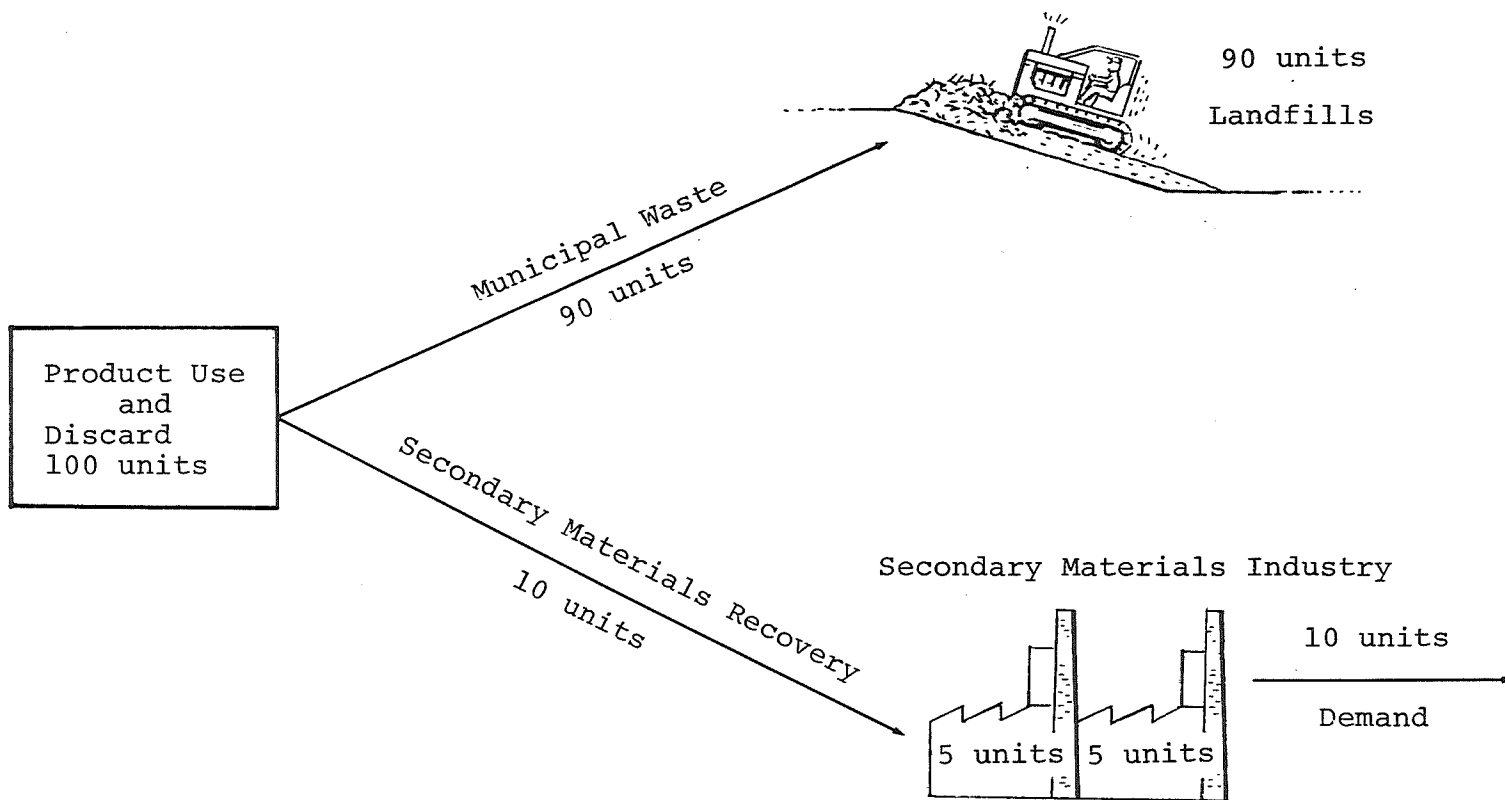 90 units
Landfills
Municipal Waste
90 units
Product Use
and
Discard
100 units
Secondary Materials Recovery
10 units
Secondary Materials Industry
5 units
5 units
10 units
Demand